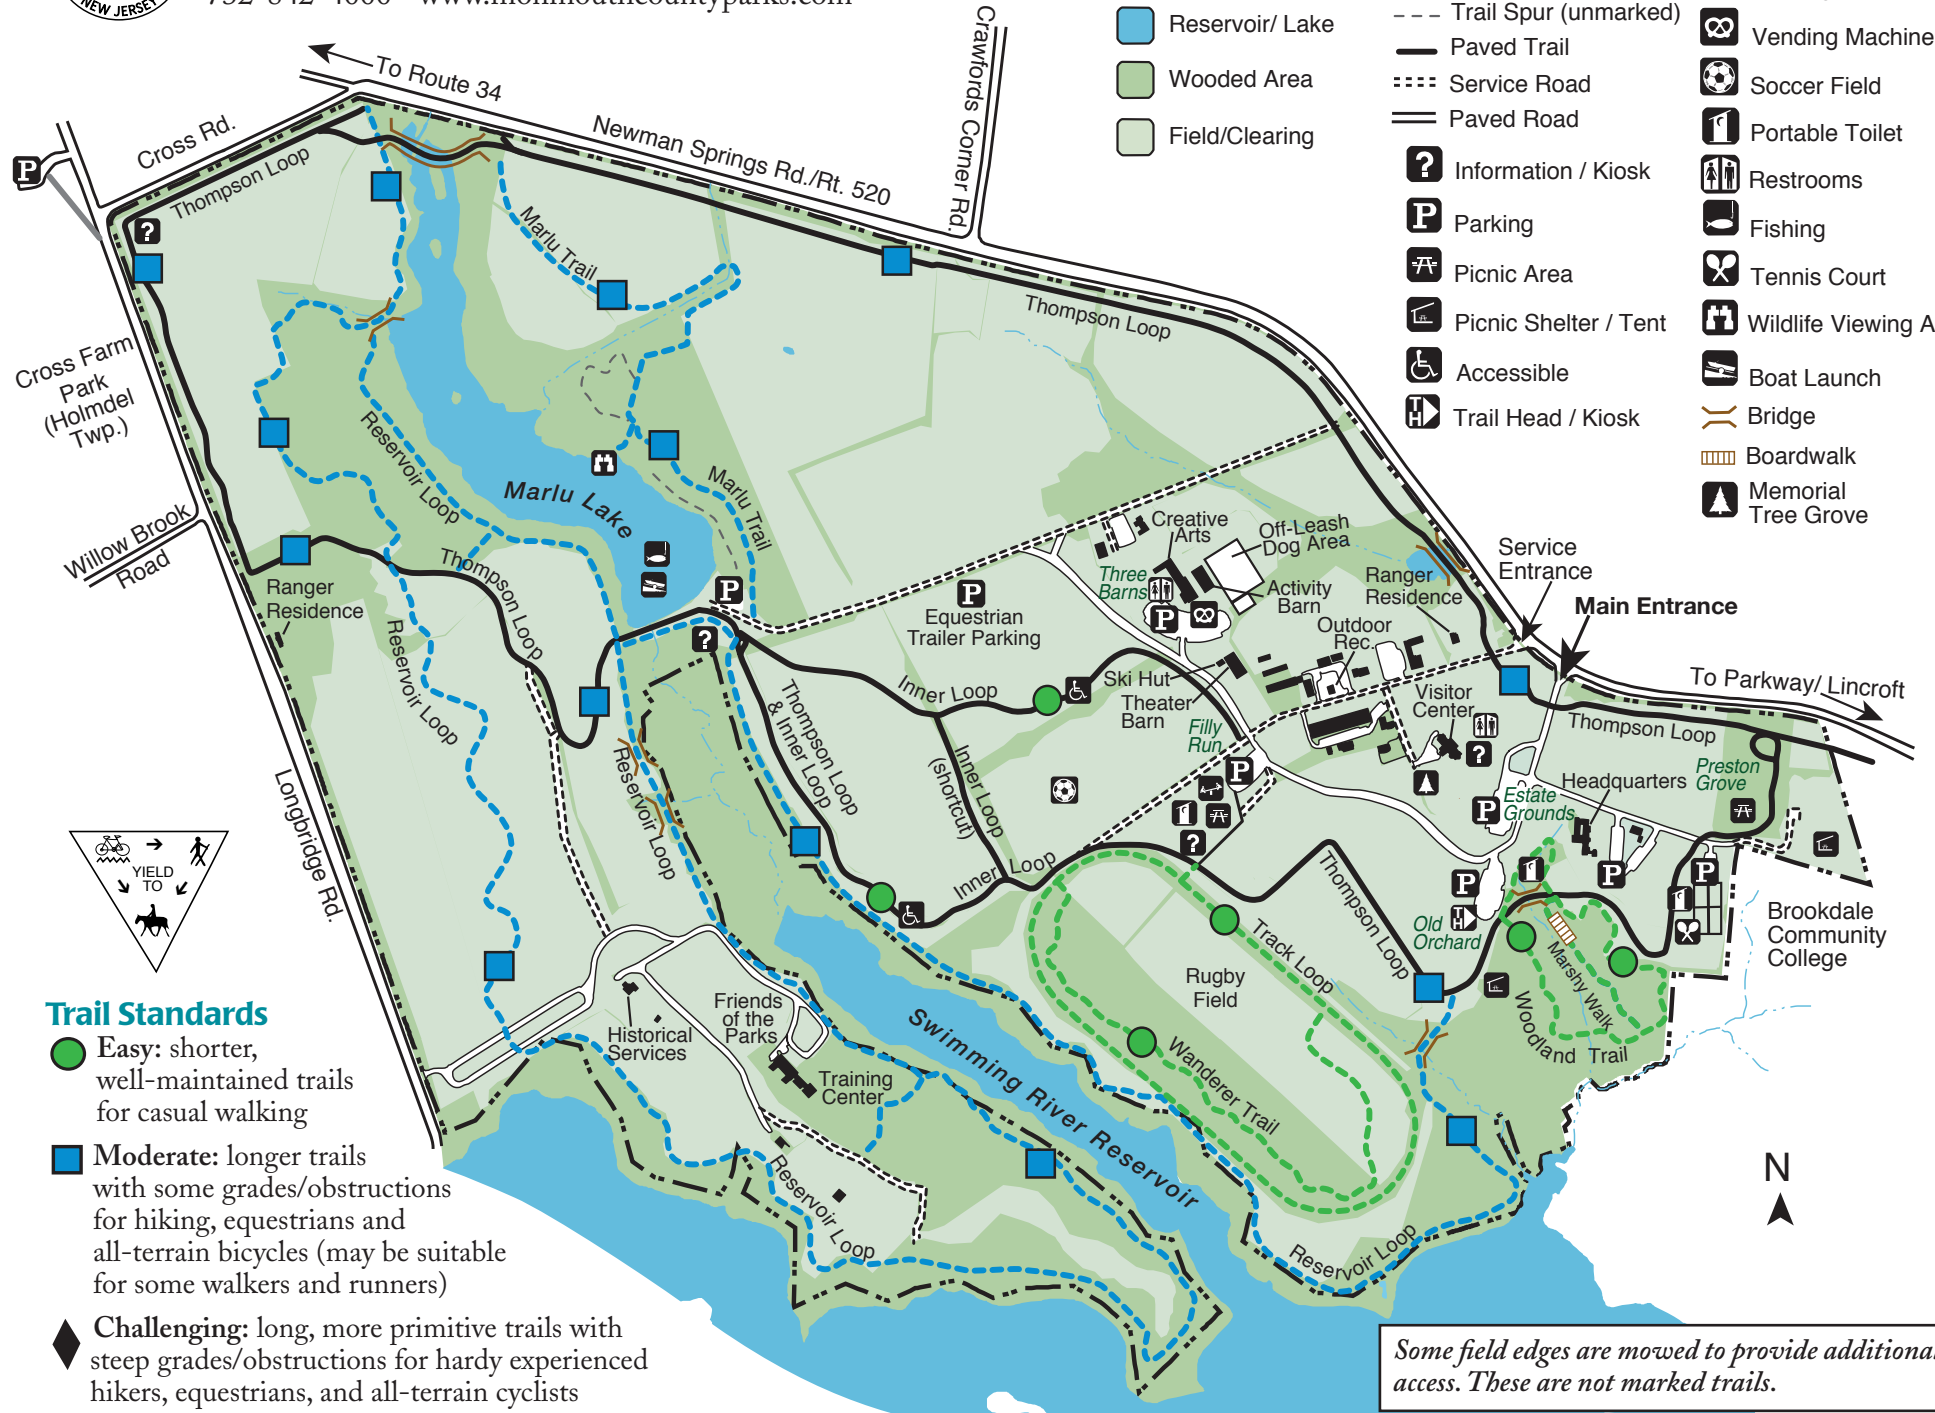 NEW JERSEY
732-842-4000 www.monmouthcountyparks.com
Reservoir/ Lake
Wooded Area
Field/Clearing
Trail Spur (unmarked)
Paved Trail
Service Road
Paved Road
?
Information / Kiosk
P
Parking
Picnic Area
Picnic Shelter / Tent
Accessible
TH
Trail Head / Kiosk
Vending Machine
Soccer Field
Portable Toilet
Restrooms
Fishing
Tennis Court
Wildlife Viewing A
Boat Launch
Bridge
Boardwalk
Memorial
Tree Grove
To Route 34
Cross Rd.
Newman Springs Rd./Rt. 520
Crawfords Corner Rd.
P
Thompson Loop
?
Marlu Trail
Thompson Loop
Cross Farm
Park
(Holmdel
Twp.)
Reservoir Loop
Marlu Lake
Marlu Trail
Willow Brook
Road
Thompson Loop
Ranger
Residence
Reservoir Loop
P
?
P
Equestrian
Trailer Parking
Creative
Arts
Off-Leash
Dog Area
Three
Barns
Activity
Barn
P
Ranger
Residence
Outdoor
Rec.
Service
Entrance
Main Entrance
To Parkway/ Lincroft
Inner Loop
Ski Hut
Theater
Barn
Filly
Run
Visitor
Center
?
Thompson Loop
Thompson Loop
& Inner Loop
Inner Loop
(shortcut)
Inner Loop
P
?
P
Estate
Grounds
Headquarters
Preston
Grove
P
P
P
TH
Old
Orchard
Reservoir Loop
Longbridge Rd.
YIELD
TO
Thompson Loop
Track Loop
Rugby
Field
Wanderer Trail
Marshy Walk
Woodland Trail
Brookdale
Community
College
Swimming River Reservoir
Friends
of the
Parks
Historical
Services
Training
Center
Reservoir Loop
Reservoir Loop
N
Trail Standards
Easy: shorter,
well-maintained trails
for casual walking
Moderate: longer trails
with some grades/obstructions
for hiking, equestrians and
all-terrain bicycles (may be suitable
for some walkers and runners)
Challenging: long, more primitive trails with
steep grades/obstructions for hardy experienced
hikers, equestrians, and all-terrain cyclists
Some field edges are mowed to provide additional
access. These are not marked trails.